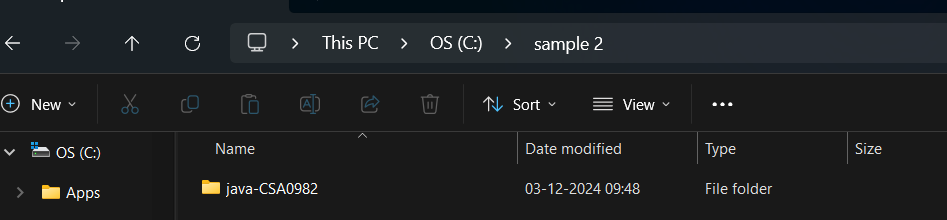 This PC > OS (C:) > sample 2
New Sort View
Name Date modified Type Size
OS (C:)
java-CSA0982 03-12-2024 09:48 File folder
Apps